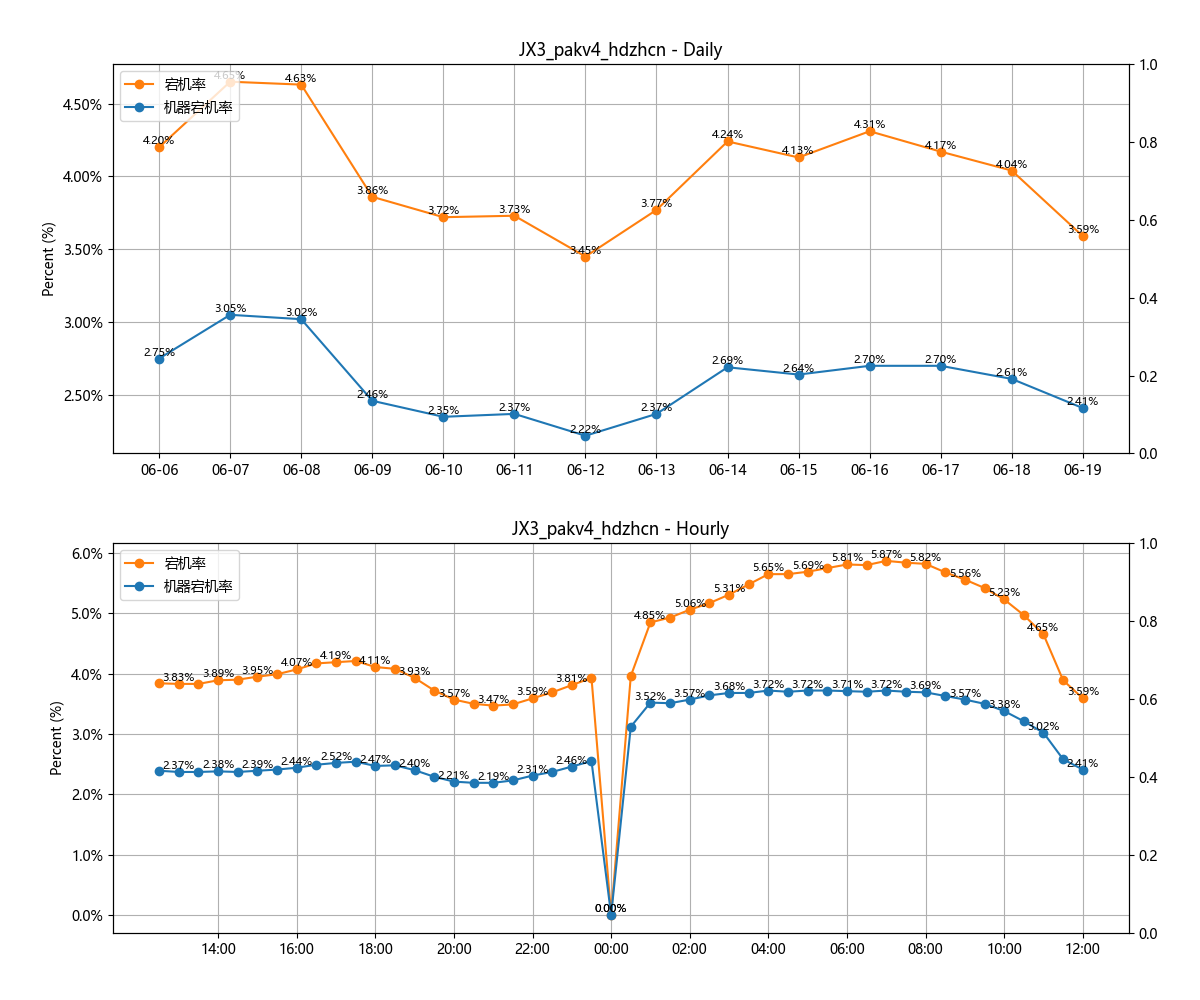 JX3_pakv4_hdzhcn - Daily
宕机率
机器宕机率
Percent (%)
4.50%
4.00%
3.50%
3.00%
2.50%
1.0
0.8
0.6
0.4
0.2
0.0
4.20% 4.65% 4.63% 3.86% 3.72% 3.73% 3.45% 3.77% 4.24% 4.13% 4.31% 4.17% 4.04% 3.59%
2.75% 3.05% 3.02% 2.46% 2.35% 2.37% 2.22% 2.37% 2.69% 2.64% 2.70% 2.70% 2.61% 2.41%
06-06 06-07 06-08 06-09 06-10 06-11 06-12 06-13 06-14 06-15 06-16 06-17 06-18 06-19
JX3_pakv4_hdzhcn - Hourly
宕机率
机器宕机率
Percent (%)
6.0%
5.0%
4.0%
3.0%
2.0%
1.0%
0.0%
1.0
0.8
0.6
0.4
0.2
0.0
3.83% 3.89% 3.95% 4.07% 4.19% 4.11% 3.93% 3.57% 3.47% 3.59% 3.81% 0.00% 4.85% 5.06% 5.31% 5.65% 5.69% 5.81% 5.87% 5.82% 5.56% 5.23% 4.65% 3.59%
2.37% 2.38% 2.39% 2.44% 2.52% 2.47% 2.40% 2.21% 2.19% 2.31% 2.46% 0.00% 3.52% 3.57% 3.68% 3.72% 3.72% 3.71% 3.72% 3.69% 3.57% 3.38% 3.02% 2.41%
14:00 16:00 18:00 20:00 22:00 00:00 02:00 04:00 06:00 08:00 10:00 12:00